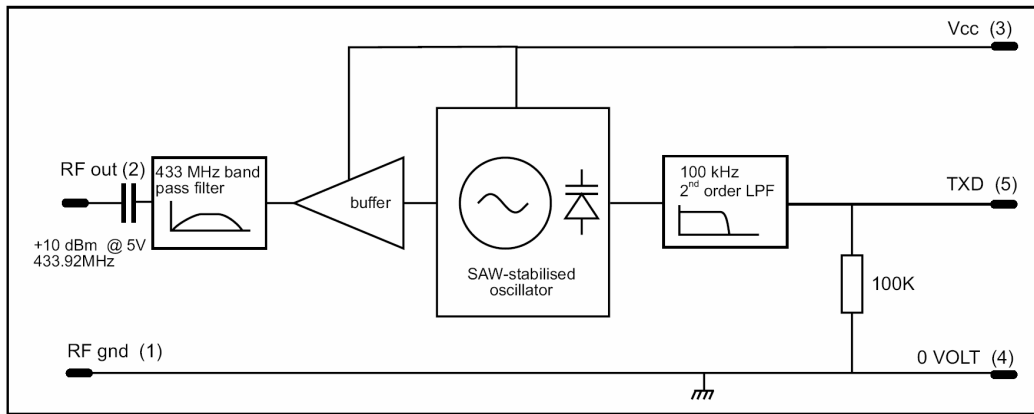 Vcc (3)
RF out (2)
433 MHz band
pass filter
buffer
100 kHz
2nd order LPF
TXD (5)
+10 dBm @ 5V
433.92MHz
SAW-stabilised
oscillator
100K
RF gnd (1)
0 VOLT (4)